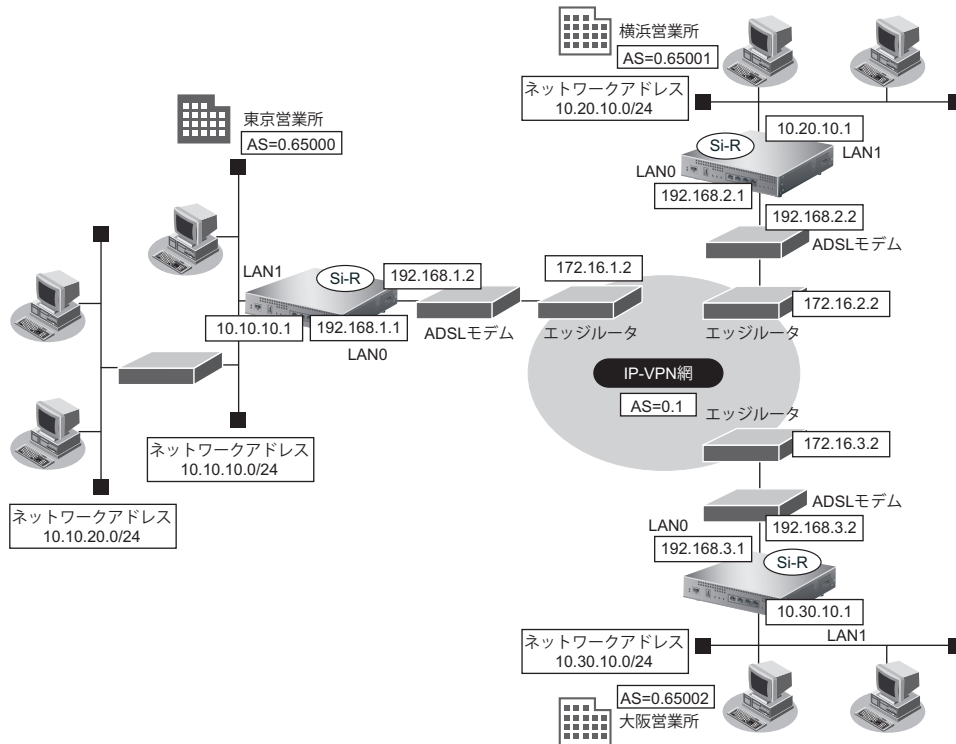 横浜営業所
AS=0.65001
ネットワークアドレス
10.20.10.0/24
10.20.10.1
Si-R
LAN1
LAN0
192.168.2.1
192.168.2.2
ADSLモデム
172.16.2.2
エッジルータ
東京営業所
AS=0.65000
LAN1
Si-R
192.168.1.2
172.16.1.2
10.10.10.1
192.168.1.1
LAN0
ADSLモデム
エッジルータ
IP-VPN網
AS=0.1
エッジルータ
172.16.3.2
ネットワークアドレス
10.10.10.0/24
ネットワークアドレス
10.10.20.0/24
ADSLモデム
LAN0
192.168.3.2
192.168.3.1
Si-R
10.30.10.1
LAN1
ネットワークアドレス
10.30.10.0/24
AS=0.65002
大阪営業所